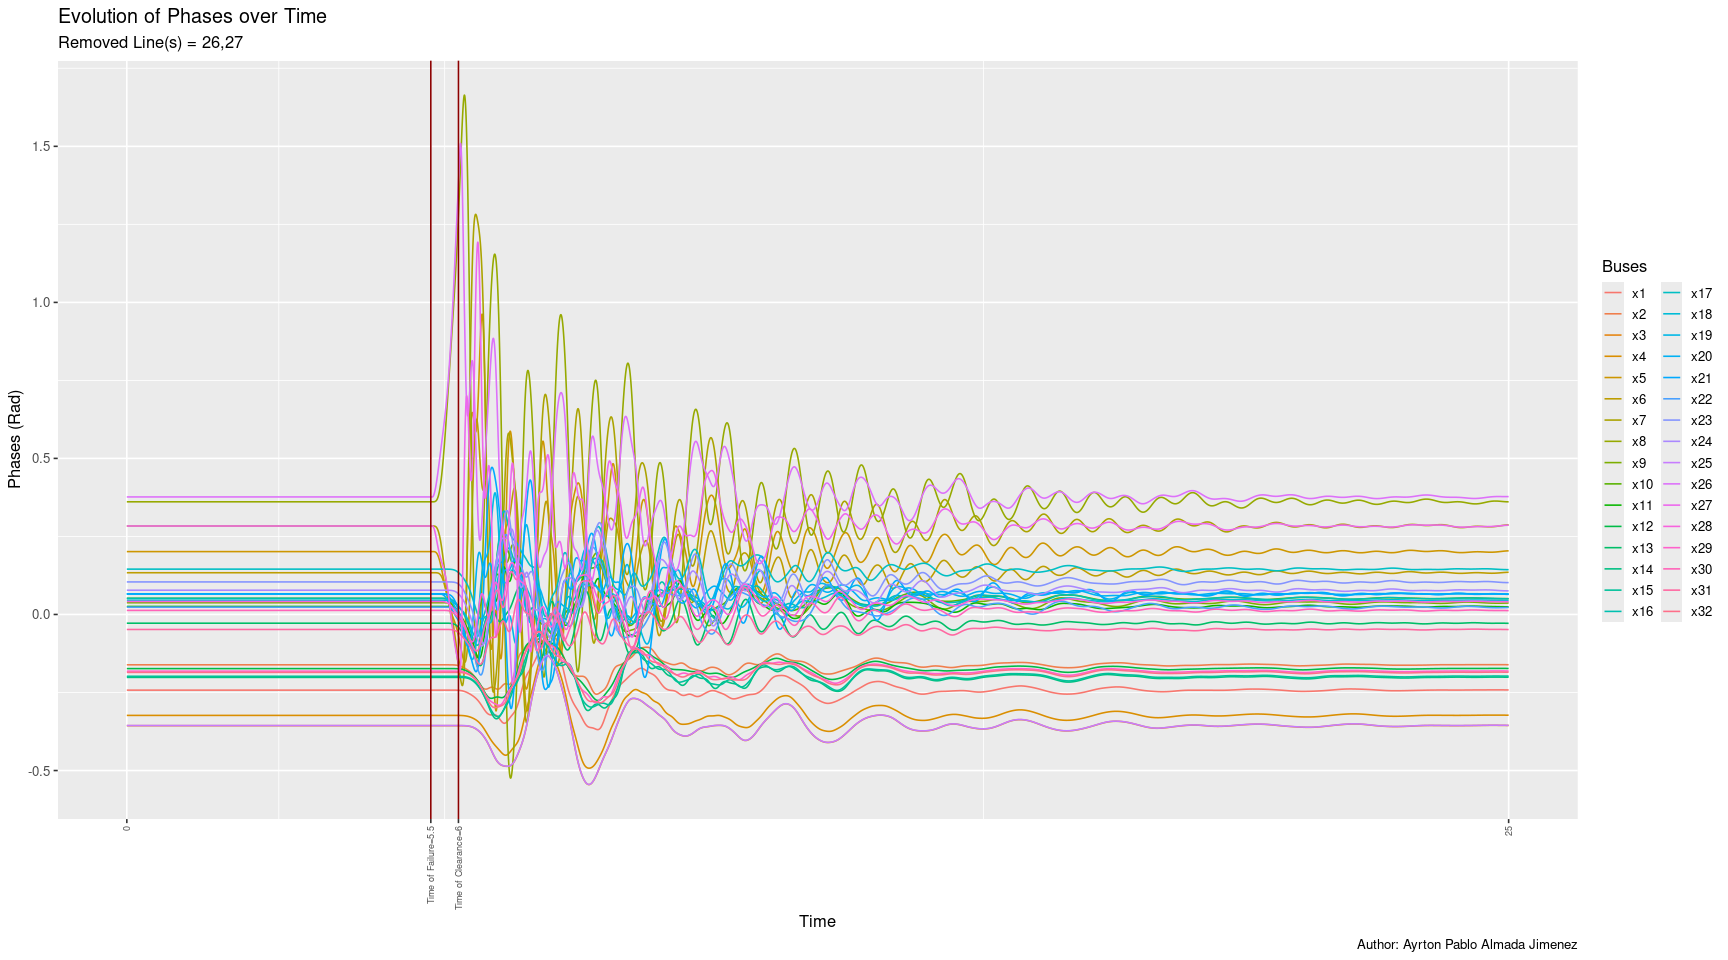 Evolution of Phases over Time
Removed Line(s) = 26,27
Phases (Rad)
1.5
1.0
0.5
0.0
-0.5
0
Time of Failure=5.5
Time of Clearance=6
25
Time
Buses
x1
x2
x3
x4
x5
x6
x7
x8
x9
x10
x11
x12
x13
x14
x15
x16
x17
x18
x19
x20
x21
x22
x23
x24
x25
x26
x27
x28
x29
x30
x31
x32
Author: Ayrton Pablo Almada Jimenez